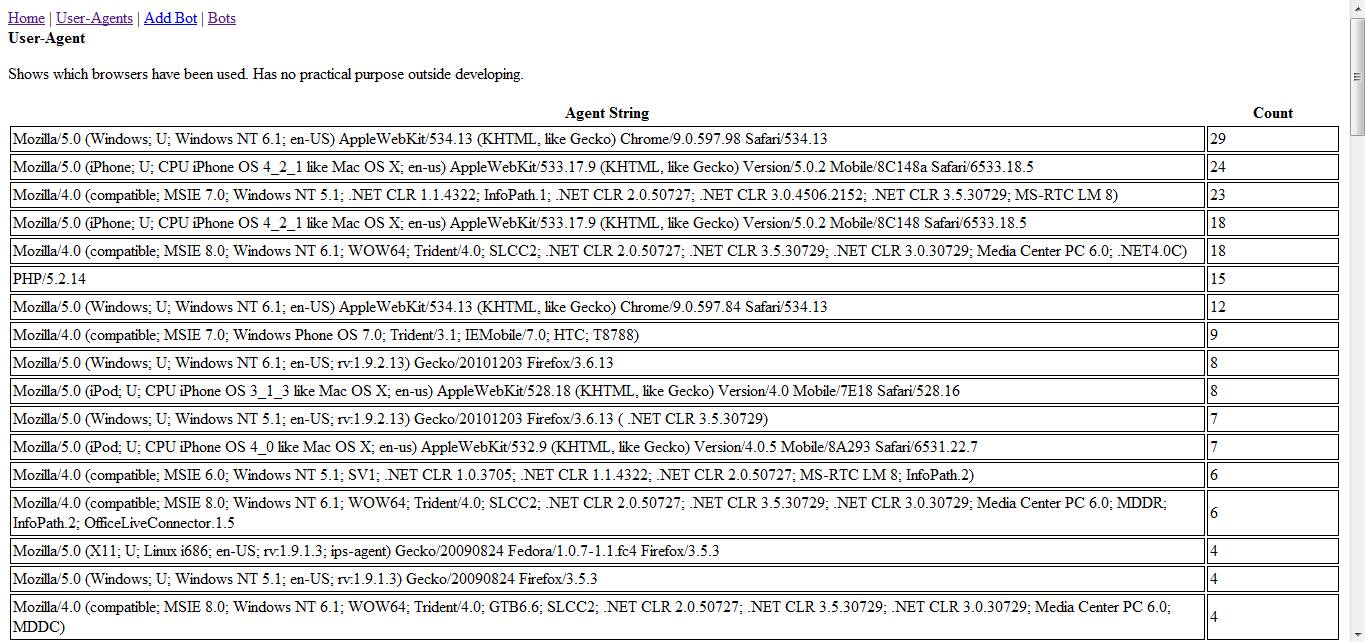 Home | User-Agents | Add Bot | Bots
User-Agent
Shows which browsers have been used. Has no practical purpose outside developing.
Agent String Count
Mozilla/5.0 (Windows; U; Windows NT 6.1; en-US) AppleWebKit/534.13 (KHTML, like Gecko) Chrome/9.0.597.98 Safari/534.13 29
Mozilla/5.0 (iPhone; U; CPU iPhone OS 4_2_1 like Mac OS X; en-us) AppleWebKit/533.17.9 (KHTML, like Gecko) Version/5.0.2 Mobile/8C148a Safari/6533.18.5 24
Mozilla/4.0 (compatible; MSIE 7.0; Windows NT 5.1; .NET CLR 1.1.4322; InfoPath.1; .NET CLR 2.0.50727; .NET CLR 3.0.4506.2152; .NET CLR 3.5.30729; MS-RTC LM 8) 23
Mozilla/5.0 (iPhone; U; CPU iPhone OS 4_2_1 like Mac OS X; en-us) AppleWebKit/533.17.9 (KHTML, like Gecko) Version/5.0.2 Mobile/8C148 Safari/6533.18.5 18
Mozilla/4.0 (compatible; MSIE 8.0; Windows NT 6.1; WOW64; Trident/4.0; SLCC2; .NET CLR 2.0.50727; .NET CLR 3.5.30729; .NET CLR 3.0.30729; Media Center PC 6.0; .NET4.0C) 18
PHP/5.2.14 15
Mozilla/5.0 (Windows; U; Windows NT 6.1; en-US) AppleWebKit/534.13 (KHTML, like Gecko) Chrome/9.0.597.84 Safari/534.13 12
Mozilla/4.0 (compatible; MSIE 7.0; Windows Phone OS 7.0; Trident/3.1; IEMobile/7.0; HTC; T8788) 9
Mozilla/5.0 (Windows; U; Windows NT 6.1; en-US; rv:1.9.2.13) Gecko/20101203 Firefox/3.6.13 8
Mozilla/5.0 (iPod; U; CPU iPhone OS 3_1_3 like Mac OS X; en-us) AppleWebKit/528.18 (KHTML, like Gecko) Version/4.0 Mobile/7E18 Safari/528.16 8
Mozilla/5.0 (Windows; U; Windows NT 5.1; en-US; rv:1.9.2.13) Gecko/20101203 Firefox/3.6.13 ( .NET CLR 3.5.30729) 7
Mozilla/5.0 (iPod; U; CPU iPhone OS 4_0 like Mac OS X; en-us) AppleWebKit/532.9 (KHTML, like Gecko) Version/4.0.5 Mobile/8A293 Safari/6531.22.7 7
Mozilla/4.0 (compatible; MSIE 6.0; Windows NT 5.1; SV1; .NET CLR 1.0.3705; .NET CLR 1.1.4322; .NET CLR 2.0.50727; MS-RTC LM 8; InfoPath.2) 6
Mozilla/4.0 (compatible; MSIE 8.0; Windows NT 6.1; WOW64; Trident/4.0; SLCC2; .NET CLR 2.0.50727; .NET CLR 3.5.30729; .NET CLR 3.0.30729; Media Center PC 6.0; MDDR;
InfoPath.2; OfficeLiveConnector.1.5 6
Mozilla/5.0 (X11; U; Linux i686; en-US; rv:1.9.1.3; ips-agent) Gecko/20090824 Fedora/1.0.7-1.1.fc4 Firefox/3.5.3 4
Mozilla/5.0 (Windows; U; Windows NT 5.1; en-US; rv:1.9.1.3) Gecko/20090824 Firefox/3.5.3 4
Mozilla/4.0 (compatible; MSIE 8.0; Windows NT 6.1; WOW64; Trident/4.0; GTB6.6; SLCC2; .NET CLR 2.0.50727; .NET CLR 3.5.30729; .NET CLR 3.0.30729; Media Center PC 6.0;
MDDC) 4